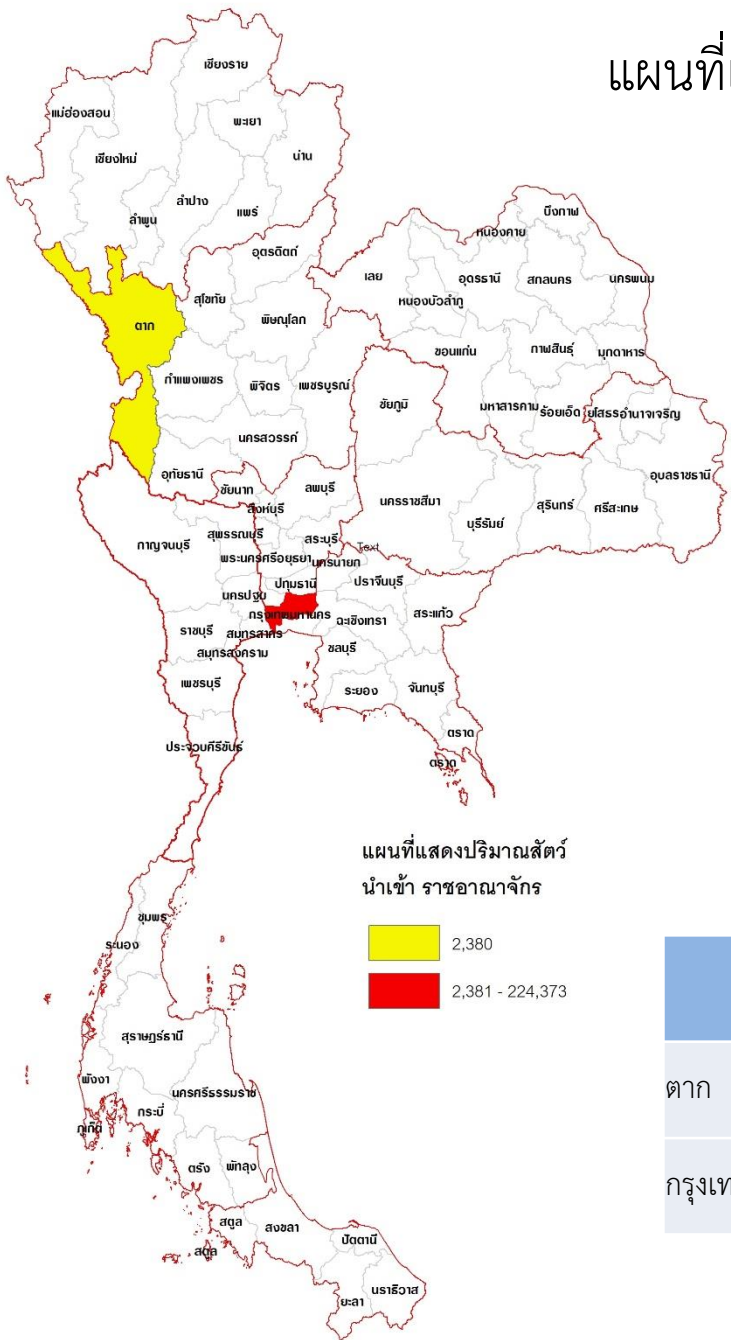 แผนที่
เชียงราย
แม่ฮ่องสอน
พะเยา
เชียงใหม่
น่าน
ลำปาง
แพร่
ลำพูน
บึงกาฬ
หนองคาย
อุตรดิตถ์
เลย
อุดรธานี
สกลนคร
นครพนม
สุโขทัย
หนองบัวลำภู
ตาก
พิษณุโลก
ขอนแก่น
กาฬสินธุ์
มุกดาหาร
กำแพงเพชร
พิจิตร
เพชรบูรณ์
ชัยภูมิ
มหาสารคาม
ร้อยเอ็ด
ยโสธร
อำนาจเจริญ
นครสวรรค์
อุทัยธานี
ชัยนาท
ลพบุรี
นครราชสีมา
บุรีรัมย์
สุรินทร์
ศรีสะเกษ
อุบลราชธานี
สิงห์บุรี
กาญจนบุรี
สุพรรณบุรี
สระบุรี
Text
พระนครศรีอยุธยา
นครนายก
ปทุมธานี
ปราจีนบุรี
นครปฐม
กรุงเทพมหานคร
ฉะเชิงเทรา
สระแก้ว
ราชบุรี
สมุทรสาคร
สมุทรสงคราม
ชลบุรี
เพชรบุรี
ระยอง
จันทบุรี
ตราด
ตราด
ประจวบคีรีขันธ์
แผนที่แสดงปริมาณสัตว์
นำเข้า ราชอาณาจักร
2,380
2,381 - 224,373
ชุมพร
ระนอง
สุราษฎร์ธานี
พังงา
นครศรีธรรมราช
กระบี่
ภูเก็ต
ตรัง
พัทลุง
สตูล
สงขลา
สตูล
ปัตตานี
ยะลา
นราธิวาส
ตาก
กรุงเท